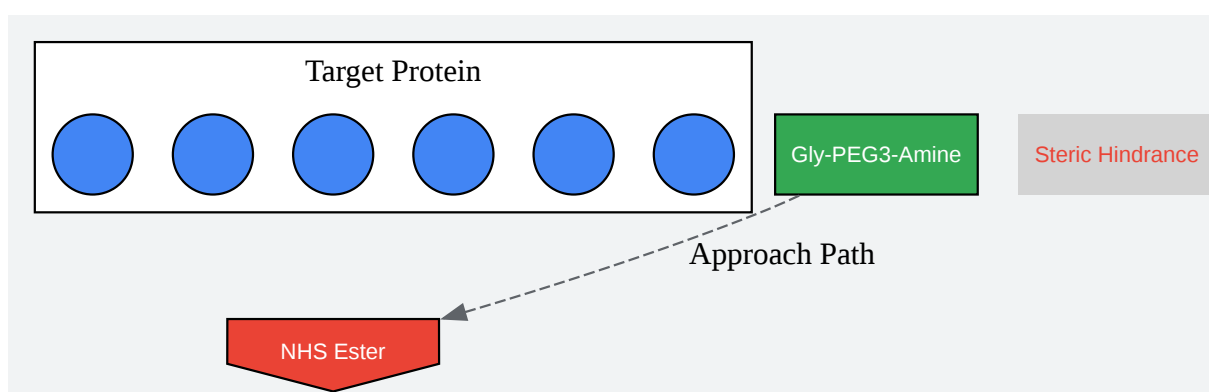 Target Protein
Gly-PEG3-Amine
Steric Hindrance
Approach Path
NHS Ester